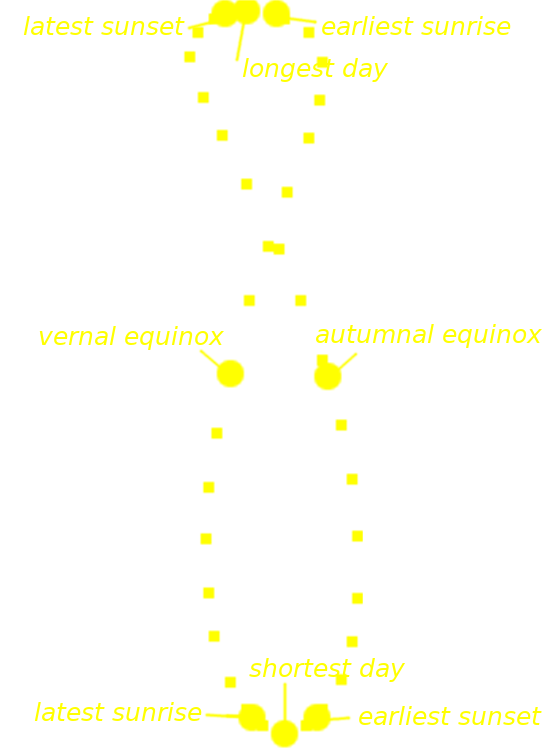 latest sunset
earliest sunrise
longest day
vernal equinox
autumnal equinox
shortest day
latest sunrise
earliest sunset